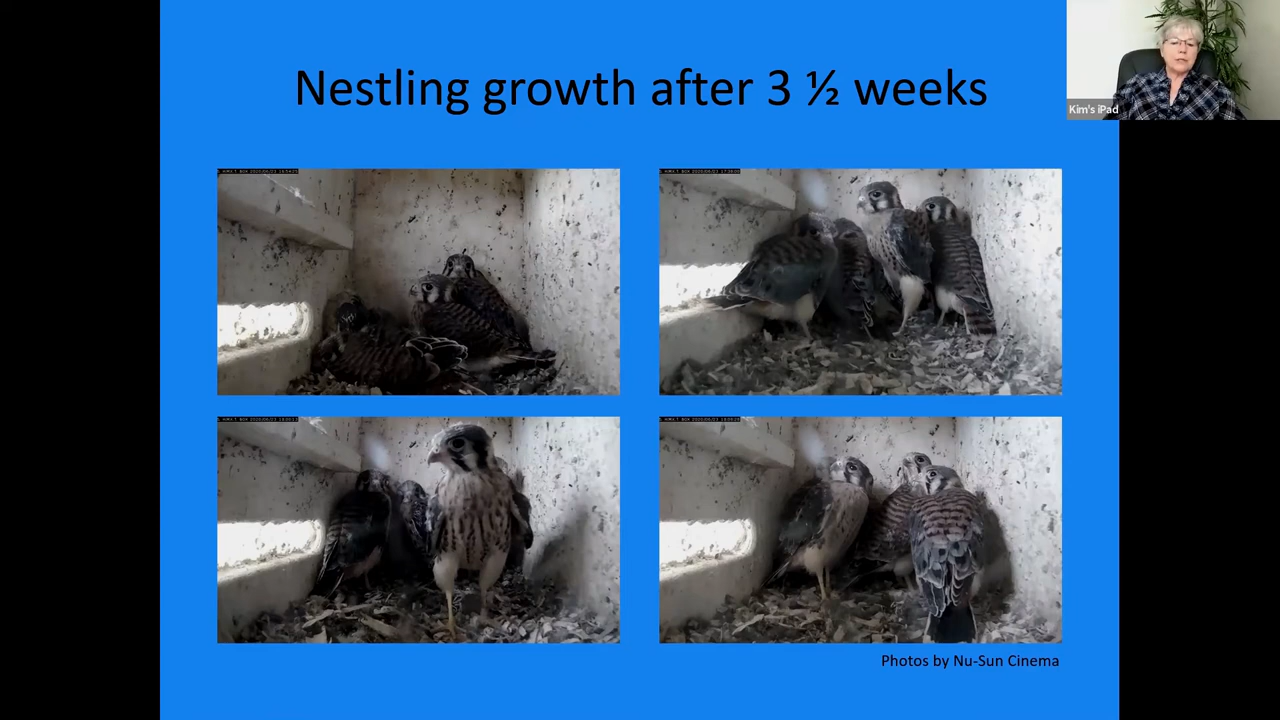 Nestling growth after 3 ½ weeks
Kim's iPad
Photos by Nu-Sun Cinema